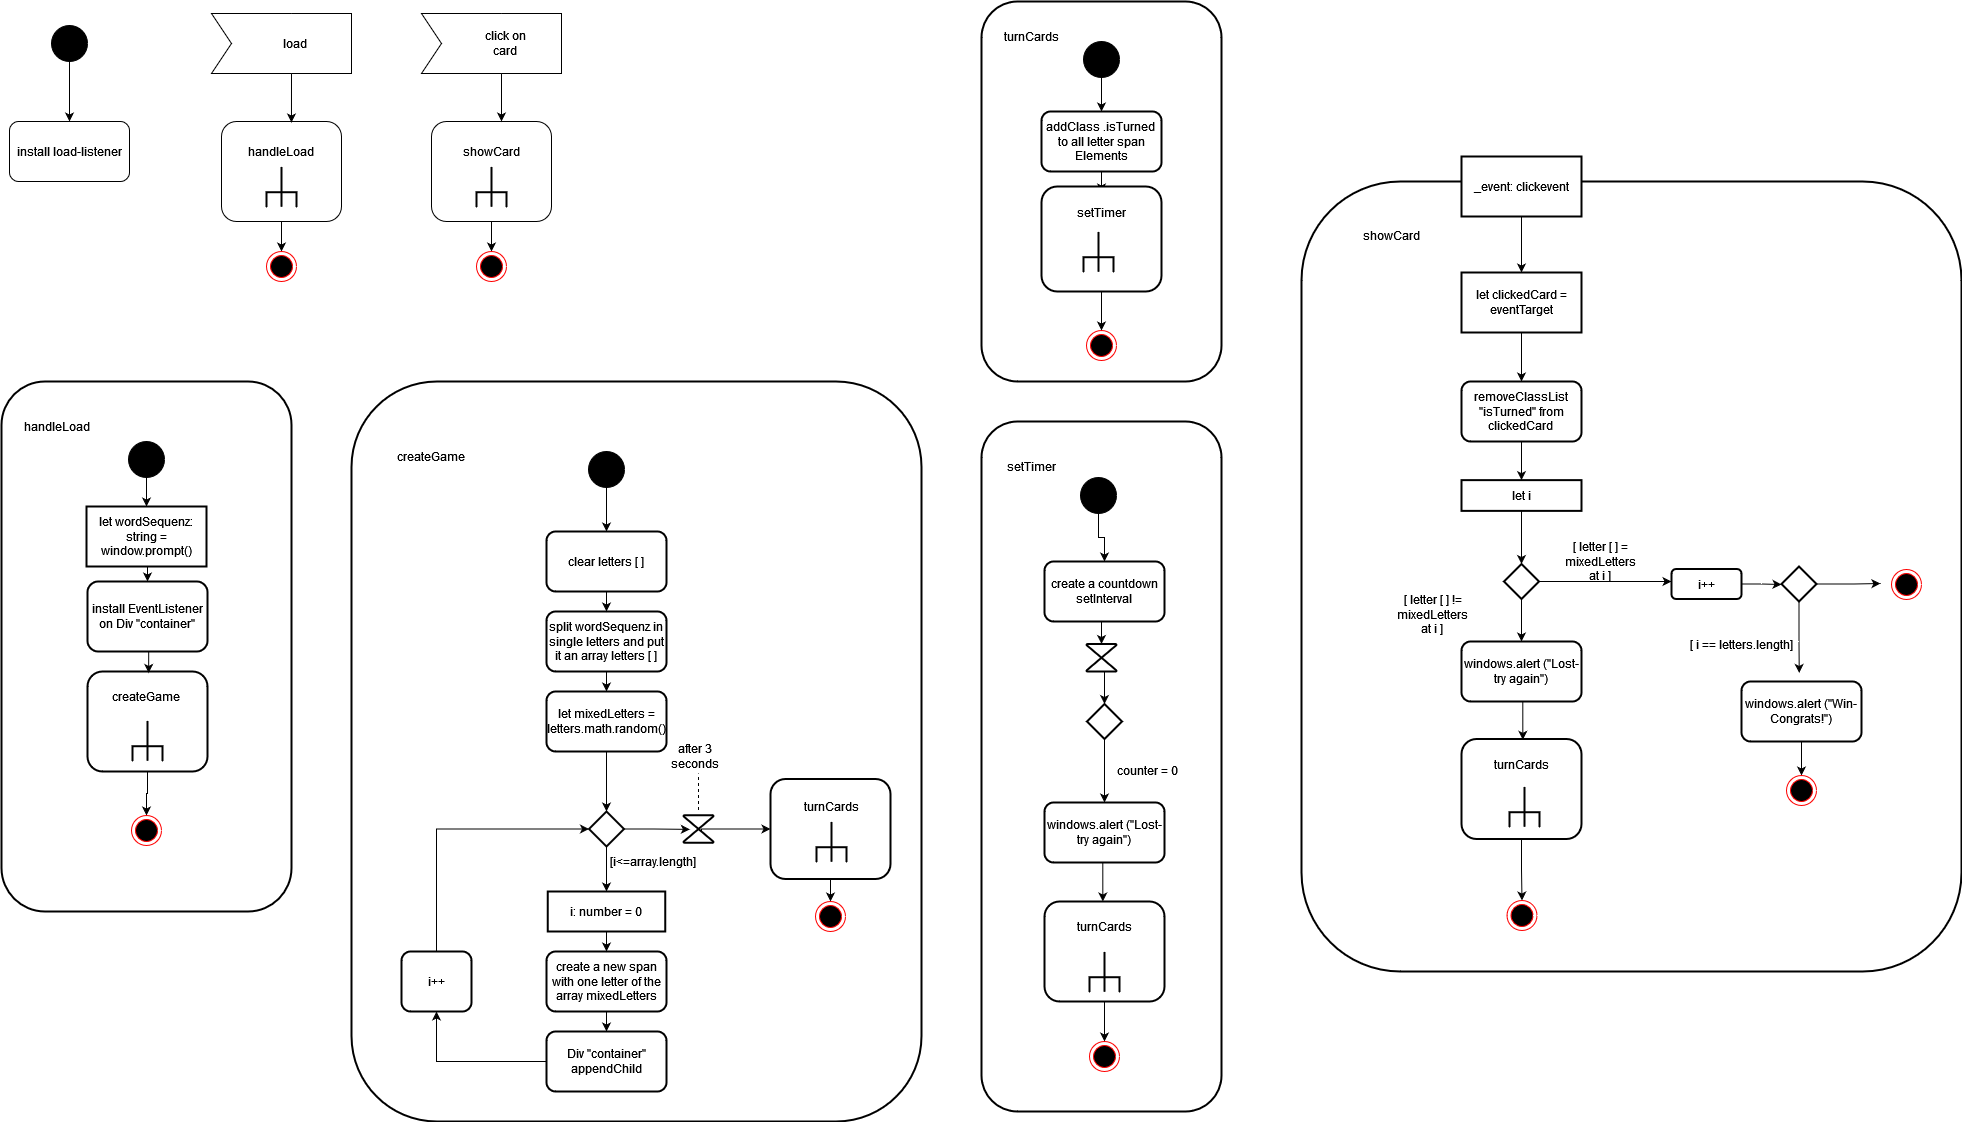 install load-listener
load
handleLoad
click on
card
showCard
turnCards
addClass .isTurned
to all letter span
Elements
setTimer
handleLoad
let wordSequenz:
string =
window.prompt()
install EventListener
on Div "container"
createGame
createGame
clear letters [ ]
split wordSequenz in
single letters and put
it an array letters [ ]
let mixedLetters =
letters.math.random()
after 3
seconds
turnCards
[i<=array.length]
i: number = 0
create a new span
with one letter of the
array mixedLetters
Div "container"
appendChild
i++
setTimer
create a countdown
setInterval
counter = 0
windows.alert ("Lost-
try again")
turnCards
_event: clickevent
showCard
let clickedCard =
eventTarget
removeClassList
"isTurned" from
clickedCard
let i
[ letter [ ] =
mixedLetters
at i ]
i++
[ letter [ ] !=
mixedLetters
at i ]
[ i == letters.length]
windows.alert ("Lost-
try again")
windows.alert ("Win-
Congrats!")
turnCards